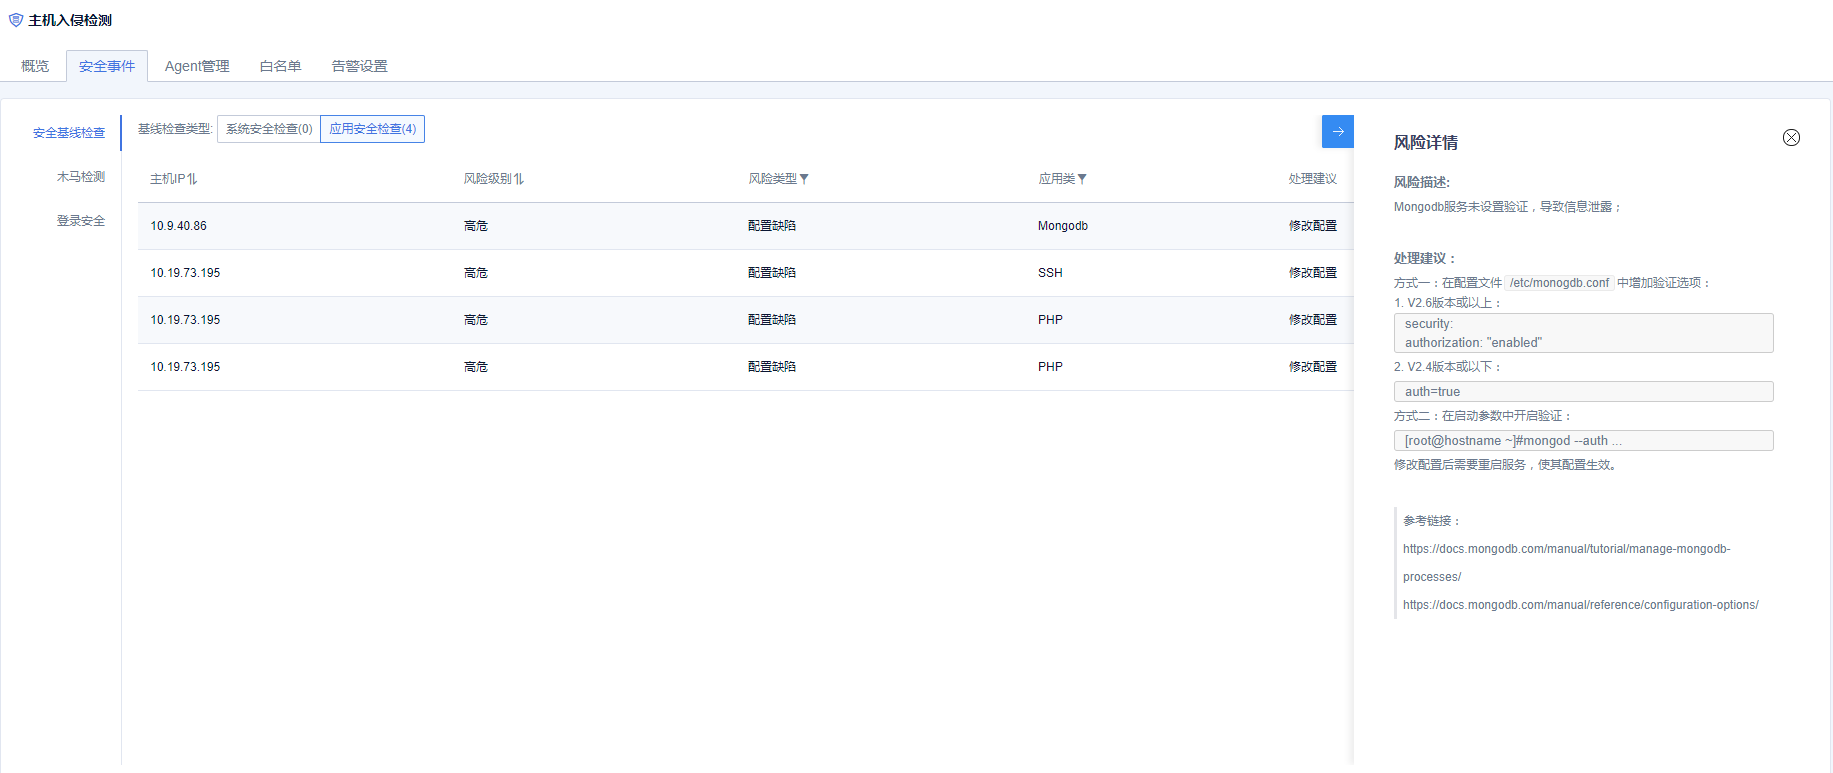 主机入侵检测
概览 安全事件 Agent管理 白名单 告警设置
安全基线检查
木马检测
登录安全
基线检查类型: 系统安全检查(0) 应用安全检查(4)
主机IP 风险级别 风险类型 应用类 处理建议
10.9.40.86 高危 配置缺陷 Mongodb 修改配置
10.19.73.195 高危 配置缺陷 SSH 修改配置
10.19.73.195 高危 配置缺陷 PHP 修改配置
10.19.73.195 高危 配置缺陷 PHP 修改配置
风险详情
风险描述:
Mongodb服务未设置验证，导致信息泄露；
处理建议：
方式一：在配置文件 /etc/monogdb.conf 中增加验证选项：
1. V2.6版本或以上：
security:
authorization: "enabled"
2. V2.4版本或以下：
auth=true
方式二：在启动参数中开启验证：
[root@hostname ~]#mongod --auth ...
修改配置后需要重启服务，使其配置生效。
参考链接：
https://docs.mongodb.com/manual/tutorial/manage-mongodb-
processes/
https://docs.mongodb.com/manual/reference/configuration-options/